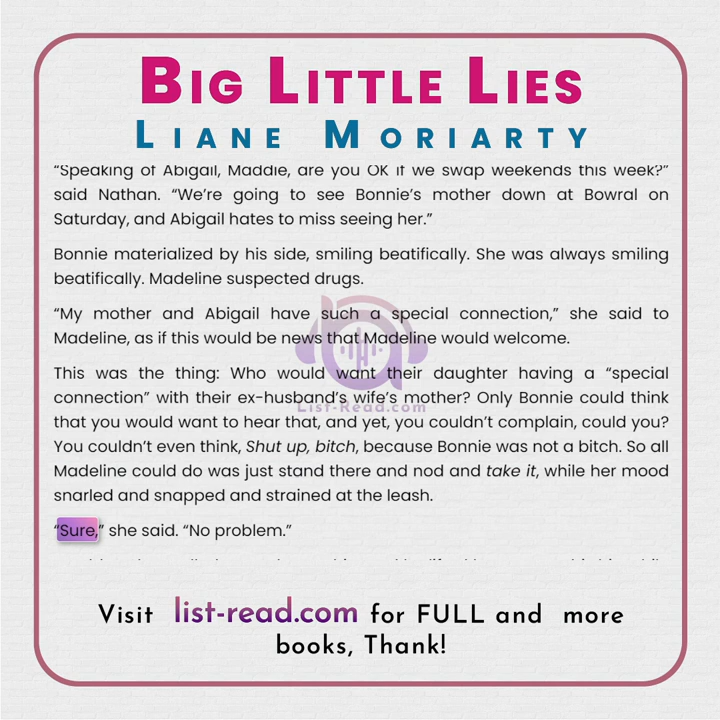 BIG LITTLE LIES
LIANE MORIARTY
“Speaking of Abigail, Maddie, are you OK if we swap weekends this week?”
said Nathan. “We’re going to see Bonnie’s mother down at Bowral on
Saturday, and Abigail hates to miss seeing her.”
Bonnie materialized by his side, smiling beatifically. She was always smiling
beatifically. Madeline suspected drugs.
“My mother and Abigail have such a special connection,” she said to
Madeline, as if this would be news that Madeline would welcome.
This was the thing: Who would want their daughter having a “special
connection” with their ex-husband’s wife’s mother? Only Bonnie could think
that you would want to hear that, and yet, you couldn’t complain, could you?
You couldn’t even think, Shut up, bitch, because Bonnie was not a bitch. So all
Madeline could do was just stand there and nod and take it, while her mood
snarled and snapped and strained at the leash.
“Sure,” she said. “No problem.”
List-Read.com
Visit list-read.com for FULL and more
books, Thank!